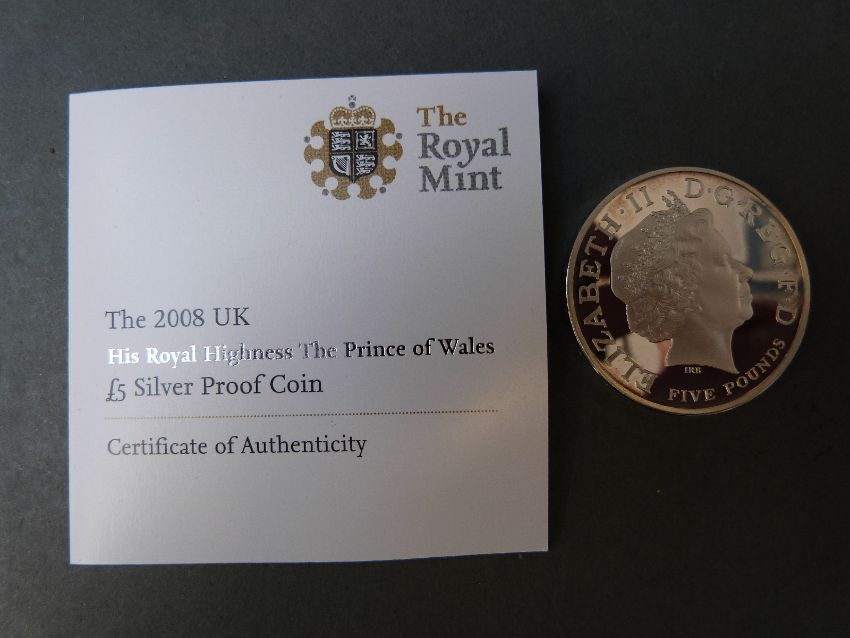 The
Royal
Mint
The 2008 UK
His Royal Highness The Prince of Wales
£5 Silver Proof Coin
Certificate of Authenticity
ELIZABETH·II D·G·REG·F·D
FIVE POUNDS
IRB